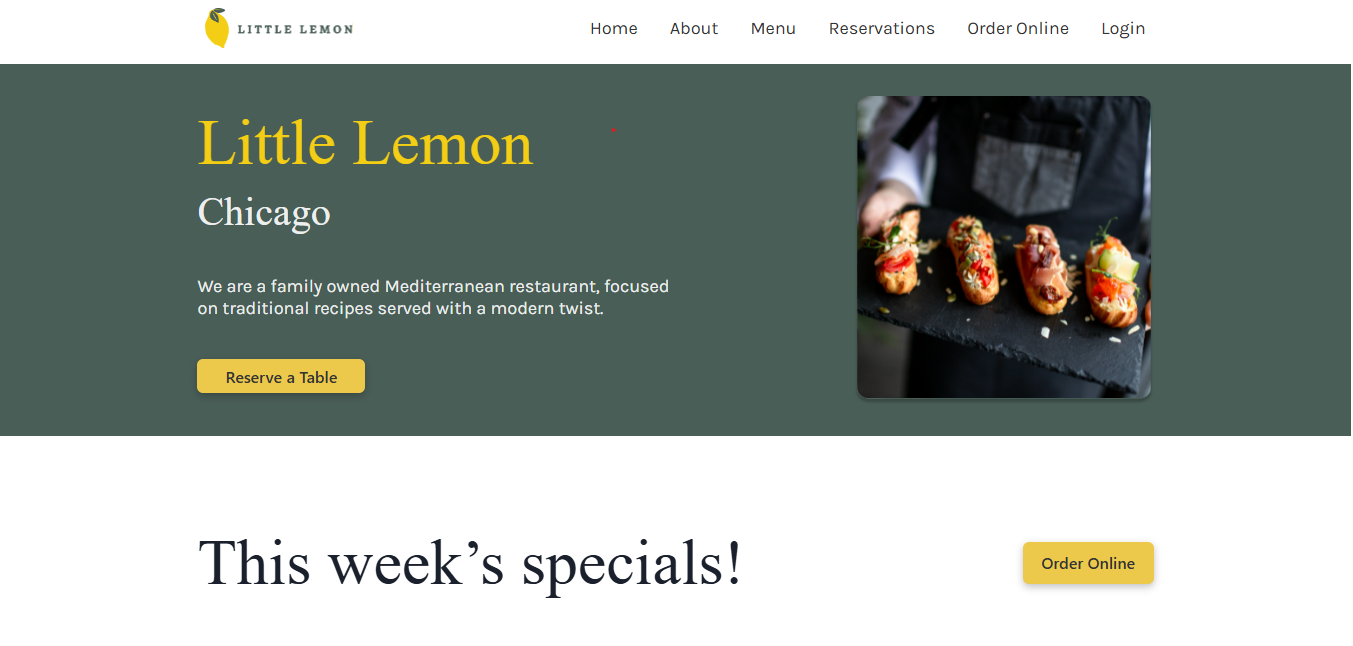 LITTLE LEMON
Home About Menu Reservations Order Online Login
Little Lemon
Chicago
We are a family owned Mediterranean restaurant, focused
on traditional recipes served with a modern twist.
Reserve a Table
This week’s specials!
Order Online